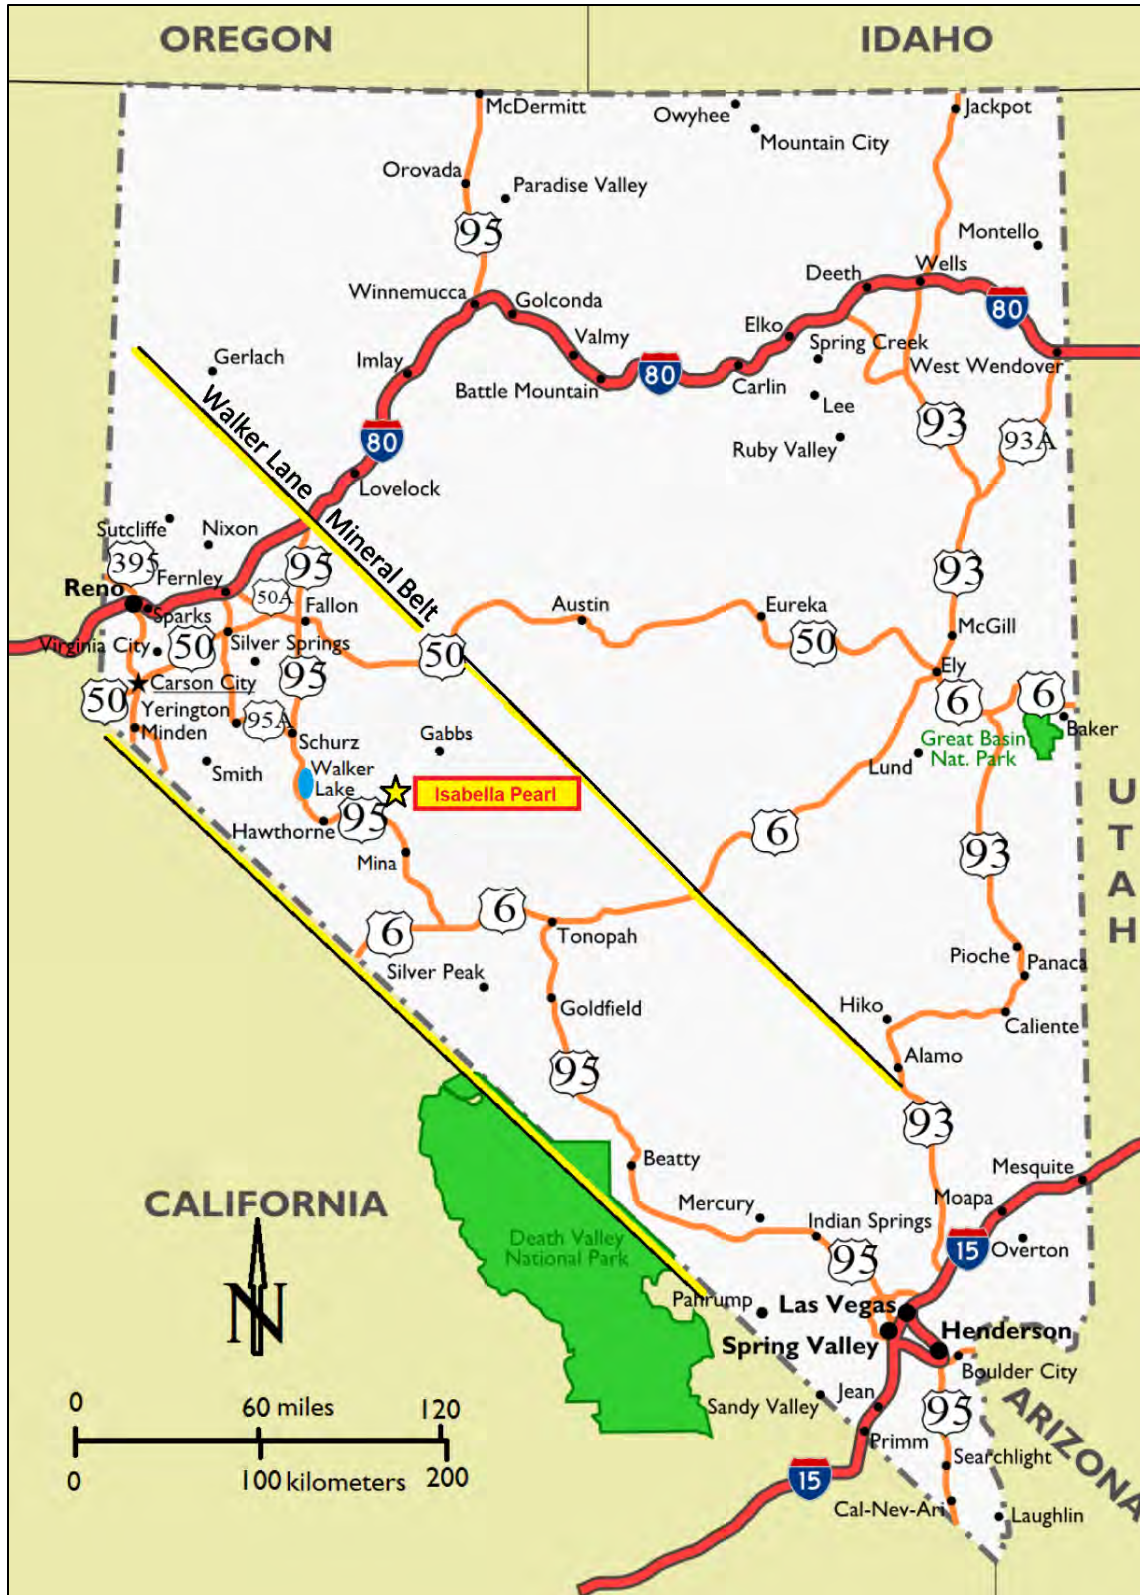 OREGON
IDAHO
McDermitt
Owyhee
Jackpot
Mountain City
Orovada
Paradise Valley
95
Montello
Wells
Deeth
Winnemucca
Golconda
80
Elko
Valmy
Spring Creek
Gerlach
Imlay
West Wendover
80
Carlin
Battle Mountain
Lee
93
93A
Walker Lane
80
Ruby Valley
Lovelock
Mineral Belt
Sutcliffe
Nixon
395
95
93
Fernley
Reno
50A
Fallon
Austin
Eureka
Sparks
Virginia City
50
Silver Springs
50
50
McGill
95
Ely
Carson City
50
6
6
Yerington
95A
Minden
Schurz
Gabbs
Great Basin
Nat. Park
Baker
Smith
Walker
Lake
Lund
Isabella Pearl
UTAH
95
Hawthorne
6
93
Mina
6
6
Tonopah
Pioche
Panaca
Silver Peak
Goldfield
Hiko
Caliente
Alamo
95
93
Beatty
Mesquite
CALIFORNIA
Mercury
Moapa
Indian Springs
Death Valley
National Park
15
Overton
95
N
Pahrump
Las Vegas
Spring Valley
Henderson
Boulder City
Jean
Sandy Valley
ARIZONA
95
0 60 miles 120
Primm
Searchlight
0 100 kilometers 200
15
Cal-Nev-Ari
Laughlin